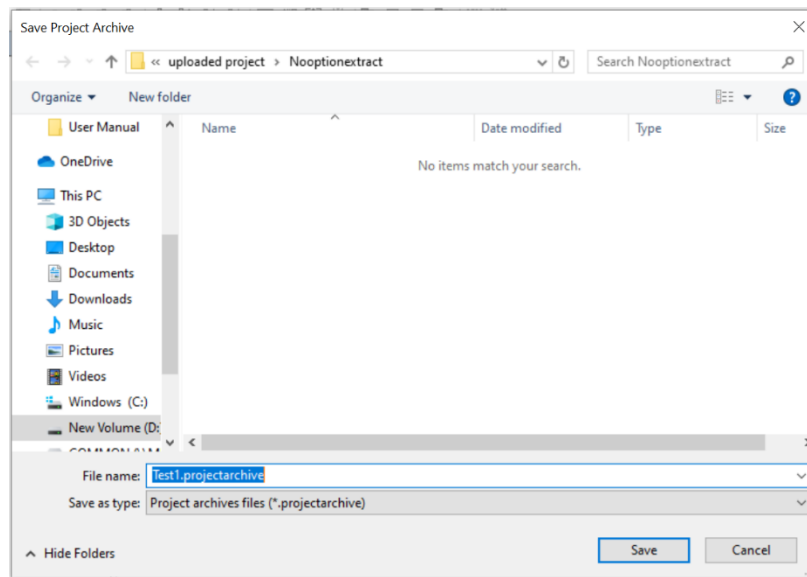 Save Project Archive
« uploaded project › Nooptionextract
Search Nooptionextract
Organize
New folder
User Manual
OneDrive
This PC
3D Objects
Desktop
Documents
Downloads
Music
Pictures
Videos
Windows (C:)
New Volume (D:
Name
Date modified
Type
Size
No items match your search.
File name: Test1.projectarchive
Save as type: Project archives files (*.projectarchive)
Hide Folders
Save
Cancel